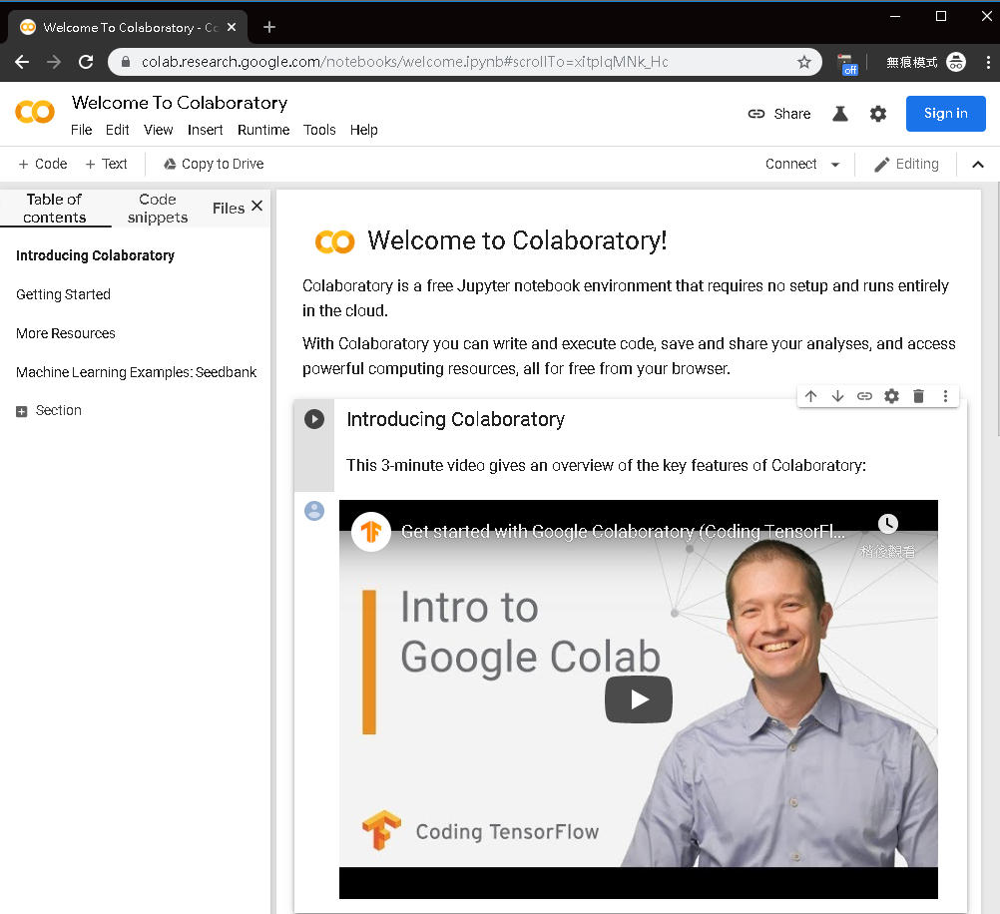 Welcome To Colaboratory - Co
colab.research.google.com/notebooks/welcome.ipynb#scrollTo=xitplqMNk_Hc
off
無痕模式
Welcome To Colaboratory
File Edit View Insert Runtime Tools Help
Share
Sign in
+ Code + Text Copy to Drive
Connect
Editing
Table of contents
Code snippets
Files
Introducing Colaboratory
Getting Started
More Resources
Machine Learning Examples: Seedbank
Section
Welcome to Colaboratory!
Colaboratory is a free Jupyter notebook environment that requires no setup and runs entirely
in the cloud.
With Colaboratory you can write and execute code, save and share your analyses, and access
powerful computing resources, all for free from your browser.
Introducing Colaboratory
This 3-minute video gives an overview of the key features of Colaboratory:
Get started with Google Colaboratory (Coding TensorFl...
稍後觀看
Intro to
Google Colab
Coding TensorFlow